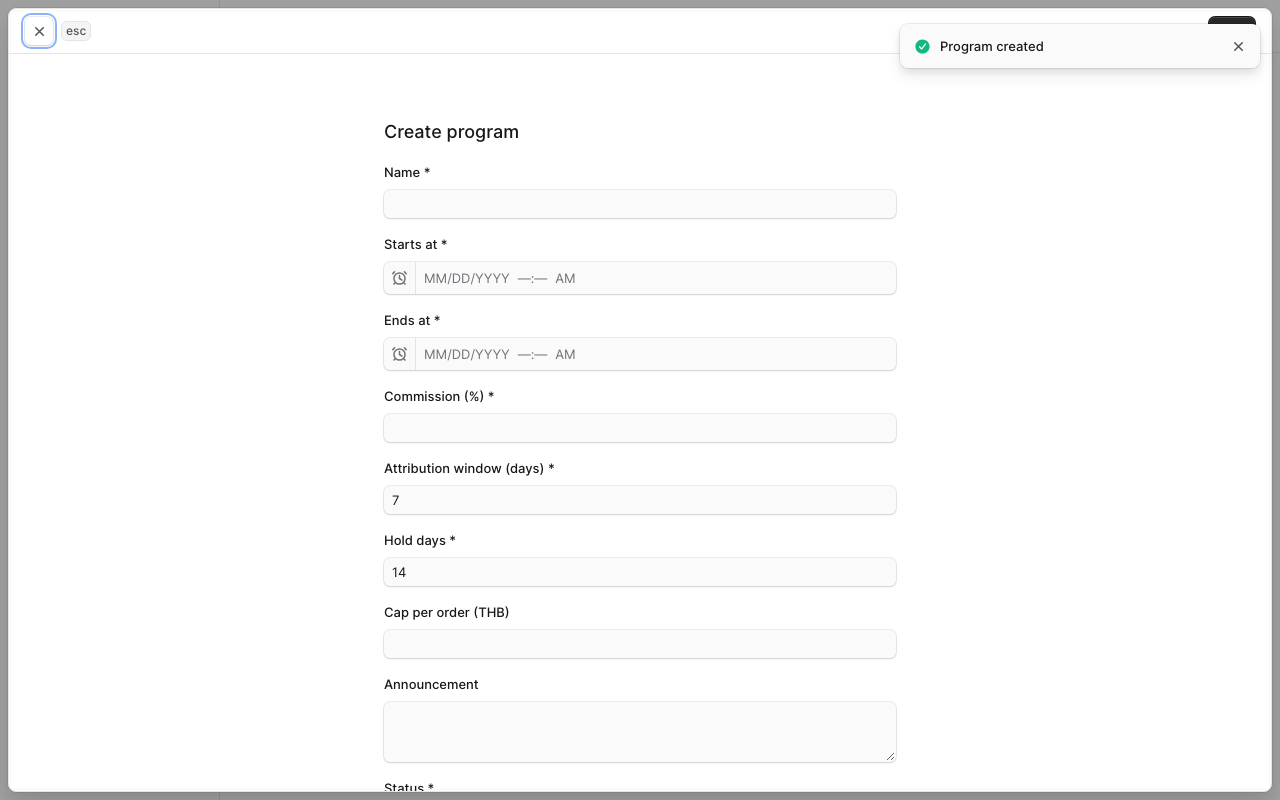 esc
Program created
Create program
Name *
Starts at *
MM/DD/YYYY —:— AM
Ends at *
MM/DD/YYYY —:— AM
Commission (%) *
Attribution window (days) *
7
Hold days *
14
Cap per order (THB)
Announcement
Status *